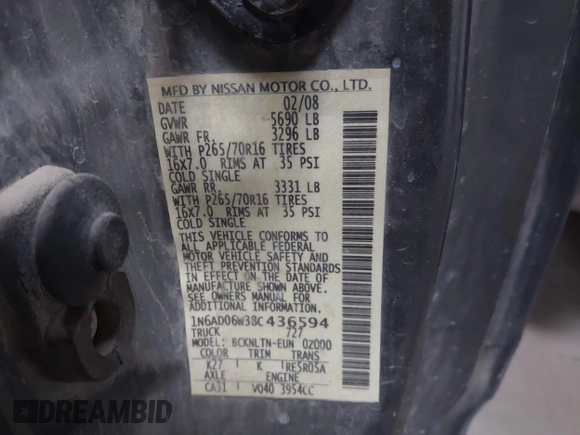 MFD BY NISSAN MOTOR CO., LTD.
DATE 02/08
GVWR 5690 LB
GAWR FR. 3296 LB
WITH P265/70R16 TIRES
16X7.0 RIMS AT 35 PSI
COLD SINGLE
GAWR RR. 3331 LB
WITH P265/70R16 TIRES
16X7.0 RIMS AT 35 PSI
COLD SINGLE
THIS VEHICLE CONFORMS TO
ALL APPLICABLE FEDERAL
MOTOR VEHICLE SAFETY AND
THEFT PREVENTION STANDARDS
IN EFFECT ON THE DATE OF
MANUFACTURE SHOWN ABOVE.
SEE OWNERS MANUAL FOR
ADDITIONAL INFORMATION.
1N6AD06W38C436594
TRUCK 727
MODEL: BCKNLTN-EUN 02000
COLOR TRIM TRANS
K27 K RE5R05A
AXLE ENGINE
CA31 VQ40 3954CC
DREAMBID